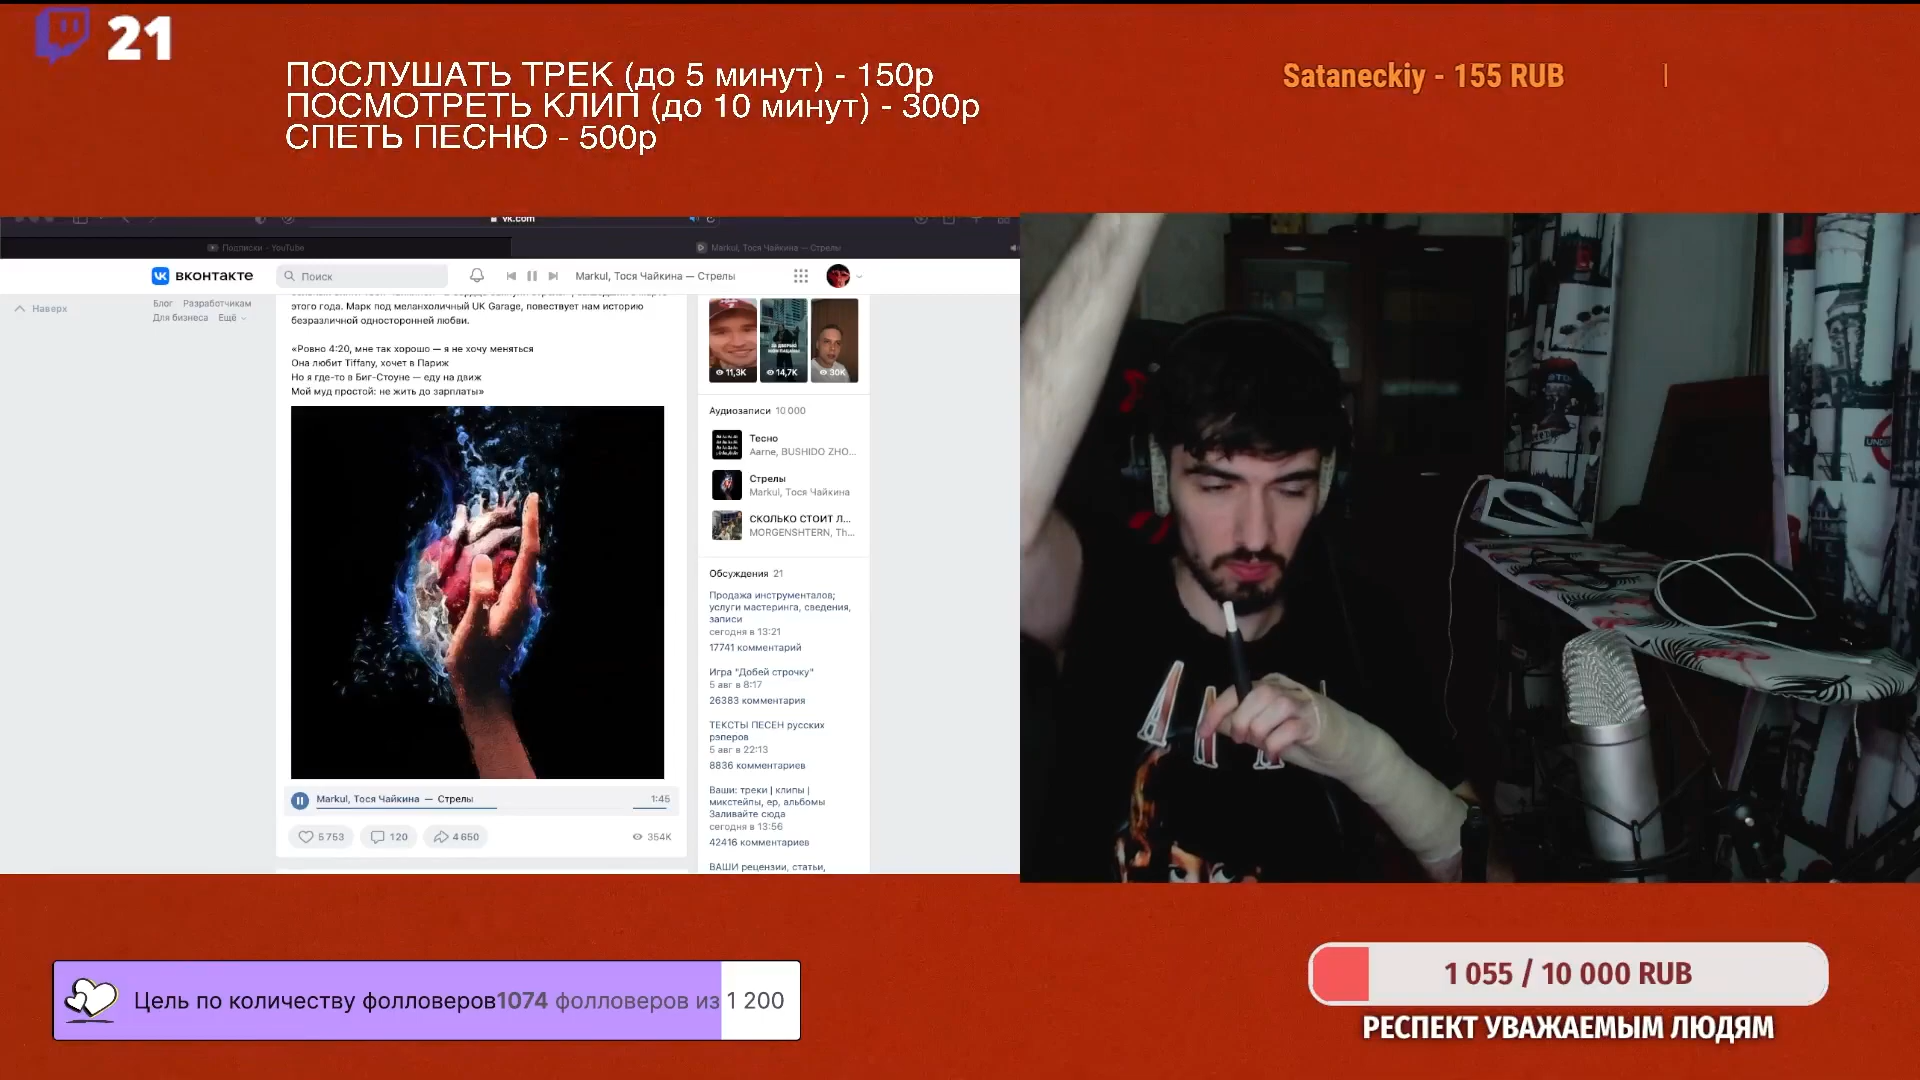 21
ПОСЛУШАТЬ ТРЕК (до 5 минут) - 150р
ПОСМОТРЕТЬ КЛИП (до 10 минут) - 300р
СПЕТЬ ПЕСНЮ - 500р
Sataneckiy - 155 RUB
vk.com
Подписки - YouTube
Markul, Тося Чайкина — Стрелы
вконтакте
Поиск
Markul, Тося Чайкина — Стрелы
Наверх
Блог Разработчикам
Для бизнеса Ещё
этого года. Марк под меланхоличный UK Garage, повествует нам историю
безразличной односторонней любви.
«Ровно 4:20, мне так хорошо — я не хочу меняться
Она любит Tiffany, хочет в Париж
Но я где-то в Биг-Стоуне — еду на движ
Мой муд простой: не жить до зарплаты»
Markul, Тося Чайкина — Стрелы
1:45
5 753
120
4 650
354K
11,3K
14,7K
30K
Аудиозаписи 10 000
Тесно
Aarne, BUSHIDO ZHO...
Стрелы
Markul, Тося Чайкина
СКОЛЬКО СТОИТ Л...
MORGENSHTERN, Th...
Обсуждения 21
Продажа инструменталов;
услуги мастеринга, сведения,
записи
сегодня в 13:21
17741 комментарий
Игра "Добей строчку"
5 авг в 8:17
26383 комментария
ТЕКСТЫ ПЕСЕН русских
рэперов
5 авг в 22:13
8836 комментариев
Ваши: треки | клипы |
микстейпы, ep, альбомы
Заливайте сюда
сегодня в 13:56
42416 комментариев
ВАШИ рецензии, статьи,
Цель по количеству фолловеров1074 фолловеров из 1 200
1 055 / 10 000 RUB
РЕСПЕКТ УВАЖАЕМЫМ ЛЮДЯМ